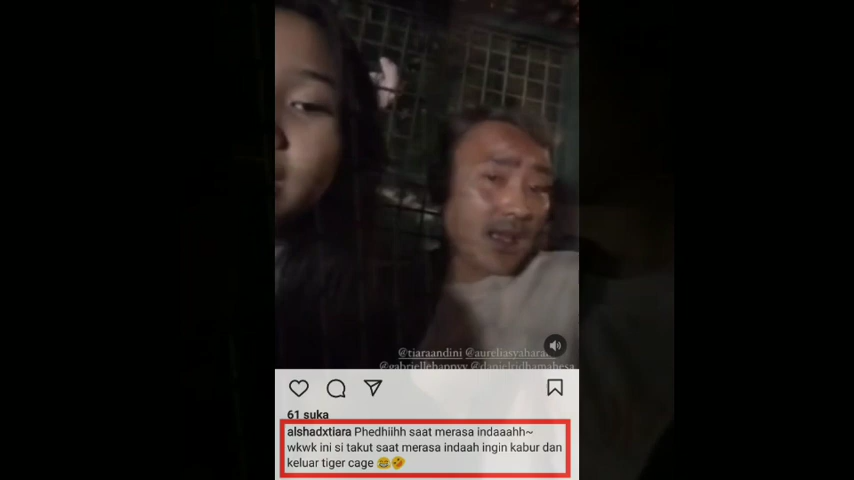 @tiaraandini @aureliasyahara
@gabriellehappyy @danielridhamahesa
61 suka
alshadxtiara Phedhiihh saat merasa indaaahh~
wkwk ini si takut saat merasa indaah ingin kabur dan
keluar tiger cage 😂🤣